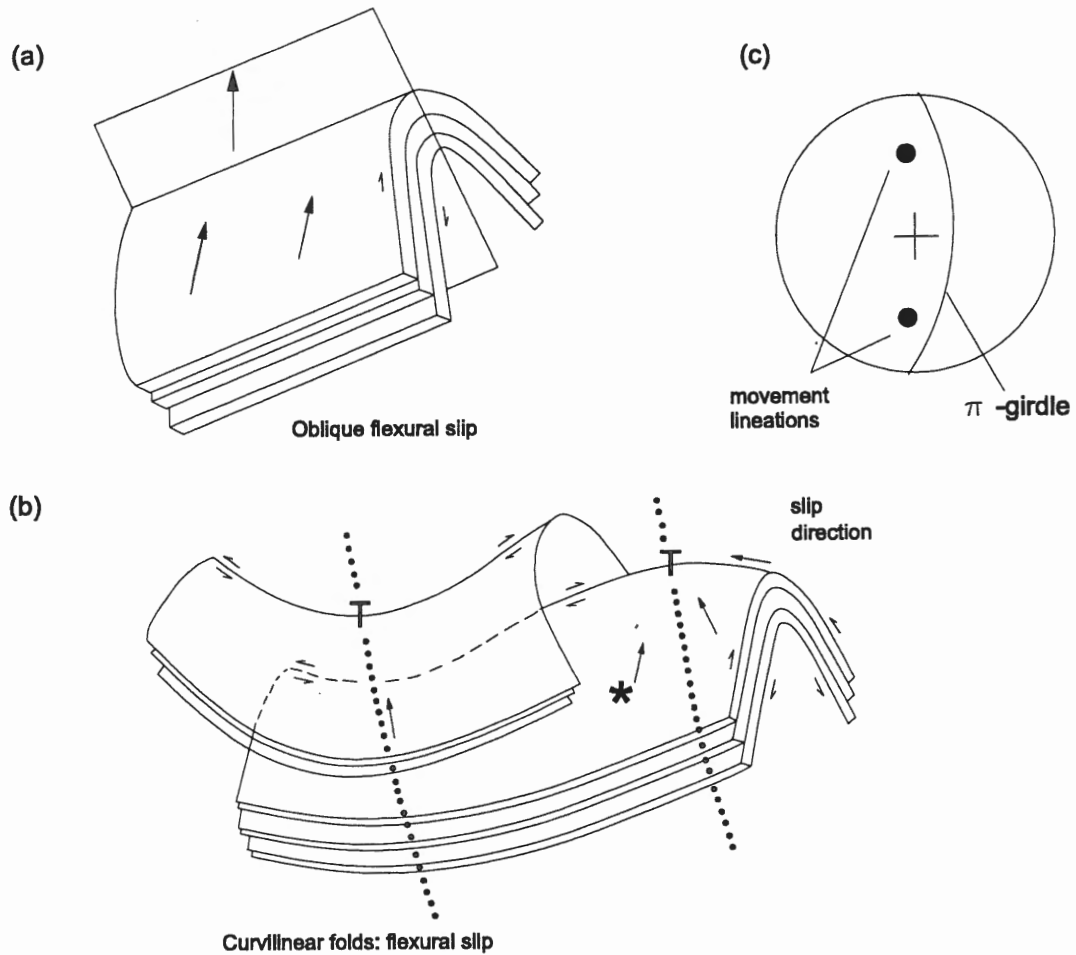 (a)
Oblique flexural slip
(c)
movement
lineations
π -girdle
(b)
slip
direction
T
T
*
Curvilinear folds: flexural slip